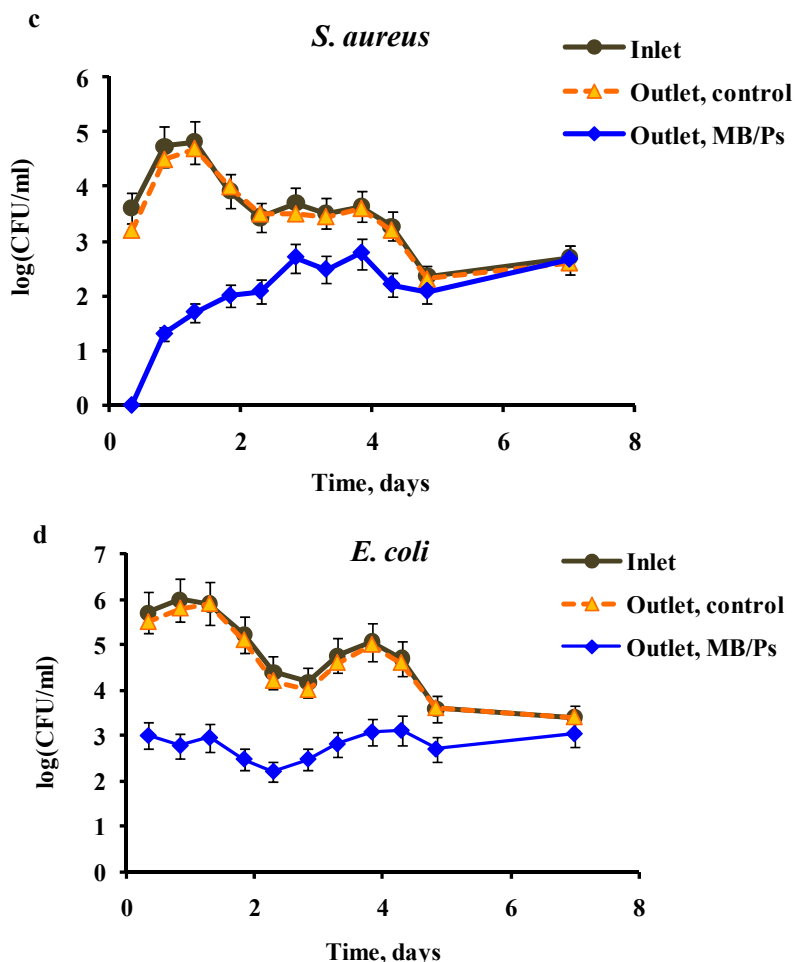 c
S. aureus
Inlet
Outlet, control
Outlet, MB/Ps
6
5
4
3
2
1
0
log(CFU/ml)
0 2 4 6 8
Time, days
d
E. coli
Inlet
Outlet, control
Outlet, MB/Ps
7
6
5
4
3
2
1
0
log(CFU/ml)
0 2 4 6 8
Time, days